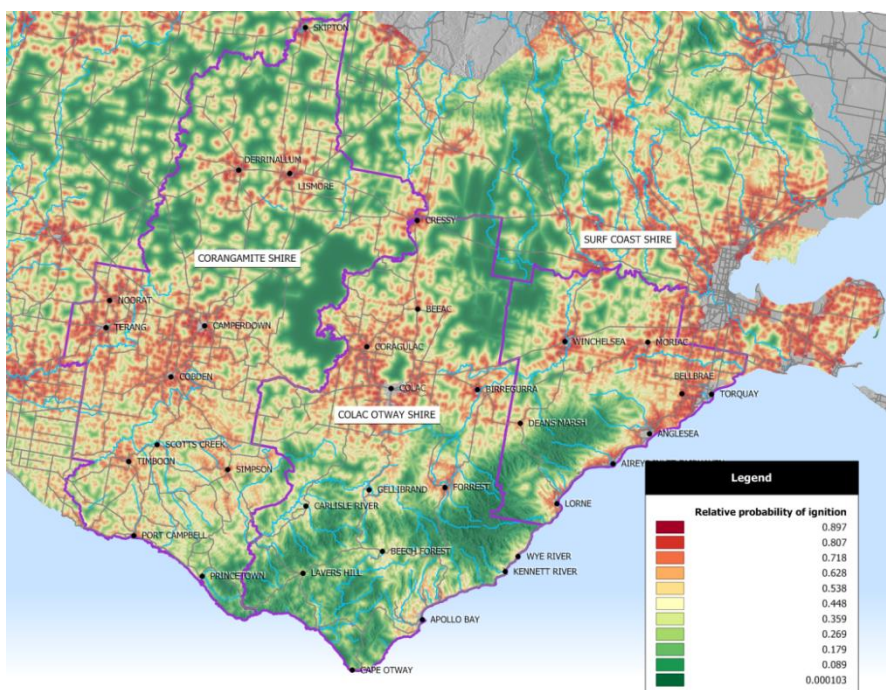 SKIPTON
DERRINALLUM
LISMORE
CRESSY
SURF COAST SHIRE
CORANGAMITE SHIRE
NOORAT
BEEAC
TERANG
CAMPERDOWN
WINCHELSEA
MORIAC
CORAGULAC
COBDEN
COLAC
BIRREGURRA
BELLBRAE
TORQUAY
COLAC OTWAY SHIRE
DEANS MARSH
ANGLESEA
SCOTTS CREEK
TIMBOON
SIMPSON
GELLIBRAND
FORREST
CARLISLE RIVER
LORNE
PORT CAMPBELL
BEECH FOREST
WYE RIVER
PRINCETOWN
LAVERS HILL
KENNETT RIVER
APOLLO BAY
CAPE OTWAY
Legend
Relative probability of ignition
0.897
0.807
0.718
0.628
0.538
0.448
0.359
0.269
0.179
0.089
0.000103